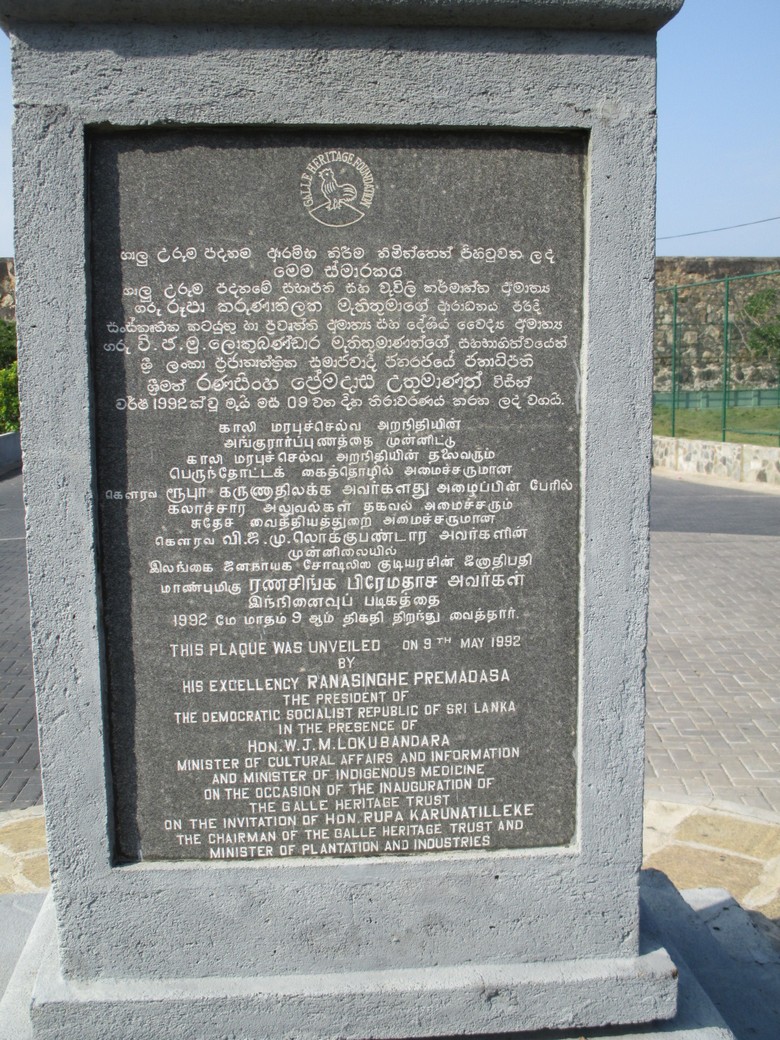 GALLE HERITAGE FOUNDATION
ගාලු උරුම පදනම ආරම්භ කිරීම නිමිත්තෙන් පිහිටුවන ලද
මෙම ස්මාරකය
ගාලු උරුම පදනමේ සභාපති සහ වැවිලි කර්මාන්ත අමාත්‍ය
ගරු රූපා කරුණාතිලක මැතිතුමාගේ ආරාධනය පරිදි
සංස්කෘතික කටයුතු හා ප්‍රවෘත්ති අමාත්‍ය සහ දේශීය වෛද්‍ය අමාත්‍ය
ගරු වි. ජ. මු. ලොකුබණ්ඩාර මැතිතුමාණන්ගේ සහභාගිත්වයෙන්
ශ්‍රී ලංකා ප්‍රජාතාන්ත්‍රික සමාජවාදී ජනරජයේ ජනාධිපති
ශ්‍රීමත් රණසිංහ ප්‍රේමදාස උතුමාණන් විසින්
වර්ෂ 1992 ක් වූ මැයි මස 09 වන දින නිරාවරණය කරන ලද වගයි.
காலி மரபுச்செல்வ அறநிதியின்
அங்குரார்ப்புணத்தை முன்னிட்டு
காலி மரபுச்செல்வ அறநிதியின் தலைவரும்
பெருந்தோட்டக் கைத்தொழில் அமைச்சருமான
கௌரவ ரூபா கருணாதிலக்க அவர்களது அழைப்பின் பேரில்
கலாச்சார அலுவல்கள் தகவல் அமைச்சரும்
சுதேச வைத்தியத்துறை அமைச்சருமான
கௌரவ வி.ஜ.மு.லொக்குபண்டார அவர்களின்
முன்னிலையில்
இலங்கை ஜனநாயக சோஷலிஸ குடியரசின் ஜனாதிபதி
மாண்புமிகு ரணசிங்க பிரேமதாச அவர்கள்
இந்நினைவுப் படிகத்தை
1992 மே மாதம் 9 ஆம் திகதி திறந்து வைத்தார்.
THIS PLAQUE WAS UNVEILED ON 9TH MAY 1992
BY
HIS EXCELLENCY RANASINGHE PREMADASA
THE PRESIDENT OF
THE DEMOCRATIC SOCIALIST REPUBLIC OF SRI LANKA
IN THE PRESENCE OF
HON. W. J. M. LOKUBANDARA
MINISTER OF CULTURAL AFFAIRS AND INFORMATION
AND MINISTER OF INDIGENOUS MEDICINE
ON THE OCCASION OF THE INAUGURATION OF
THE GALLE HERITAGE TRUST
ON THE INVITATION OF HON. RUPA KARUNATILLEKE
THE CHAIRMAN OF THE GALLE HERITAGE TRUST AND
MINISTER OF PLANTATION AND INDUSTRIES